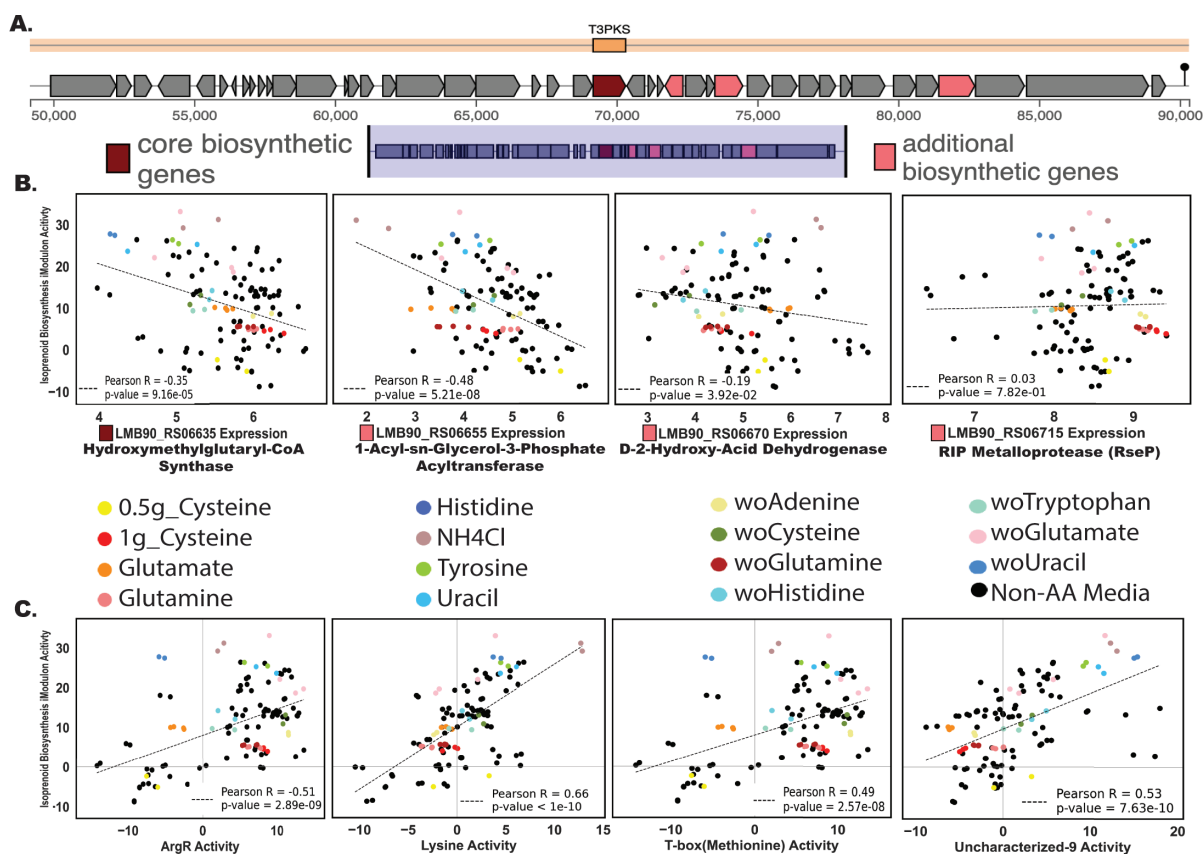 A.
T3PKS
50,000 55,000 60,000 65,000 70,000 75,000 80,000 85,000 90,000
core biosynthetic
genes
additional
biosynthetic genes
B.
Isoprenoid Biosynthesis iModulon Acitivty
30
20
10
0
−10
Pearson R = -0.35
p-value = 9.16e-05
4 5 6
LMB90_RS06635 Expression
Hydroxymethylglutaryl-CoA
Synthase
Pearson R = -0.48
p-value = 5.21e-08
2 3 4 5 6
LMB90_RS06655 Expression
1-Acyl-sn-Glycerol-3-Phosphate
Acyltransferase
Pearson R = -0.19
p-value = 3.92e-02
3 4 5 6 7 8
LMB90_RS06670 Expression
D-2-Hydroxy-Acid Dehydrogenase
Pearson R = 0.03
p-value = 7.82e-01
7 8 9
LMB90_RS06715 Expression
RIP Metalloprotease (RseP)
0.5g_Cysteine
1g_Cysteine
Glutamate
Glutamine
Histidine
NH4Cl
Tyrosine
Uracil
woAdenine
woCysteine
woGlutamine
woHistidine
woTryptophan
woGlutamate
woUracil
Non-AA Media
C.
Isoprenoid Biosynthesis iModulon Acitivty
30
20
10
0
−10
Pearson R = -0.51
p-value = 2.89e-09
−10 0 10
ArgR Activity
Pearson R = 0.66
p-value < 1e-10
−10 −5 0 5 10 15
Lysine Activity
Pearson R = 0.49
p-value = 2.57e-08
−10 0 10
T-box(Methionine) Activity
Pearson R = 0.53
p-value = 7.63e-10
−10 0 10 20
Uncharacterized-9 Activity